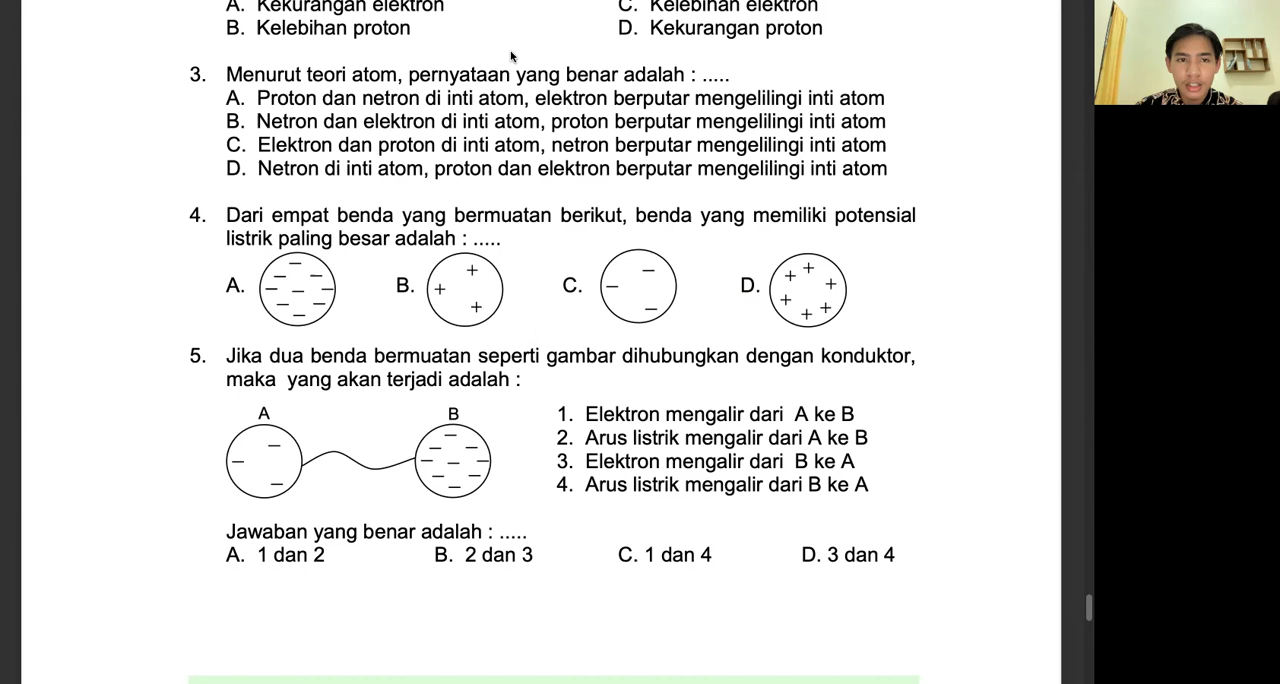 A. Kekurangan elektron C. Kelebihan elektron
B. Kelebihan proton D. Kekurangan proton
3. Menurut teori atom, pernyataan yang benar adalah : .....
A. Proton dan netron di inti atom, elektron berputar mengelilingi inti atom
B. Netron dan elektron di inti atom, proton berputar mengelilingi inti atom
C. Elektron dan proton di inti atom, netron berputar mengelilingi inti atom
D. Netron di inti atom, proton dan elektron berputar mengelilingi inti atom
4. Dari empat benda yang bermuatan berikut, benda yang memiliki potensial
listrik paling besar adalah : .....
A. B. C. D.
5. Jika dua benda bermuatan seperti gambar dihubungkan dengan konduktor,
maka yang akan terjadi adalah :
A B
1. Elektron mengalir dari A ke B
2. Arus listrik mengalir dari A ke B
3. Elektron mengalir dari B ke A
4. Arus listrik mengalir dari B ke A
Jawaban yang benar adalah : .....
A. 1 dan 2 B. 2 dan 3 C. 1 dan 4 D. 3 dan 4